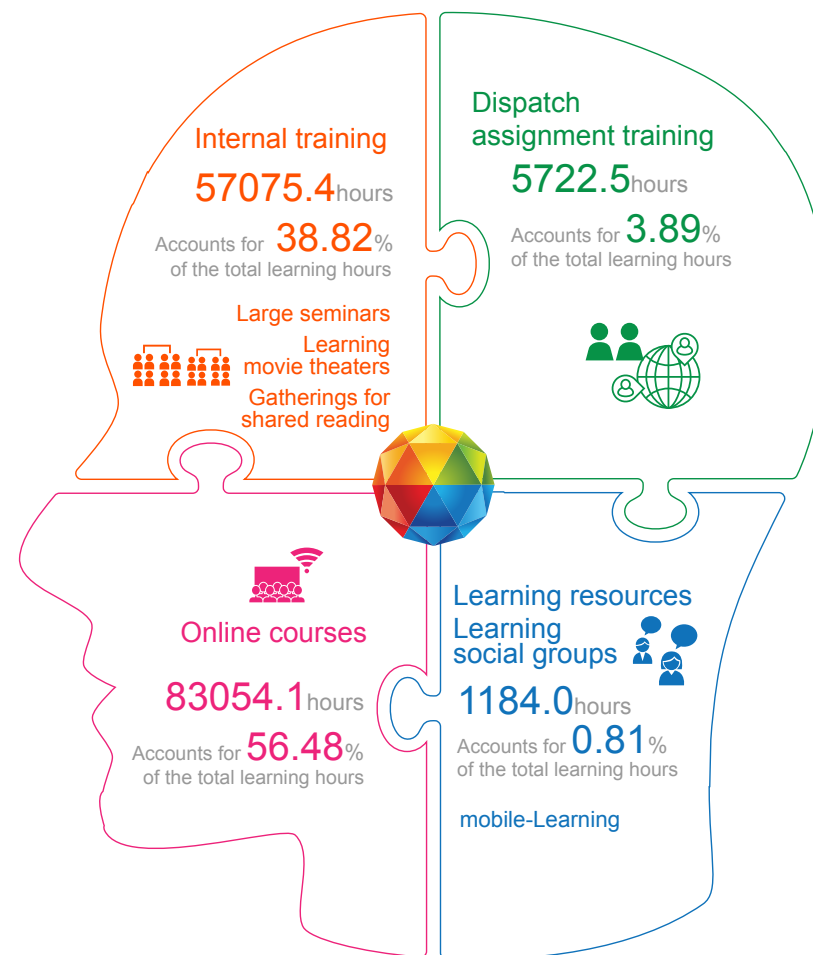 Internal training
57075.4hours
Accounts for 38.82%
of the total learning hours
Large seminars
Learning
movie theaters
Gatherings for
shared reading
Dispatch
assignment training
5722.5hours
Accounts for 3.89%
of the total learning hours
Online courses
83054.1hours
Accounts for 56.48%
of the total learning hours
Learning resources
Learning
social groups
1184.0hours
Accounts for 0.81%
of the total learning hours
mobile-Learning